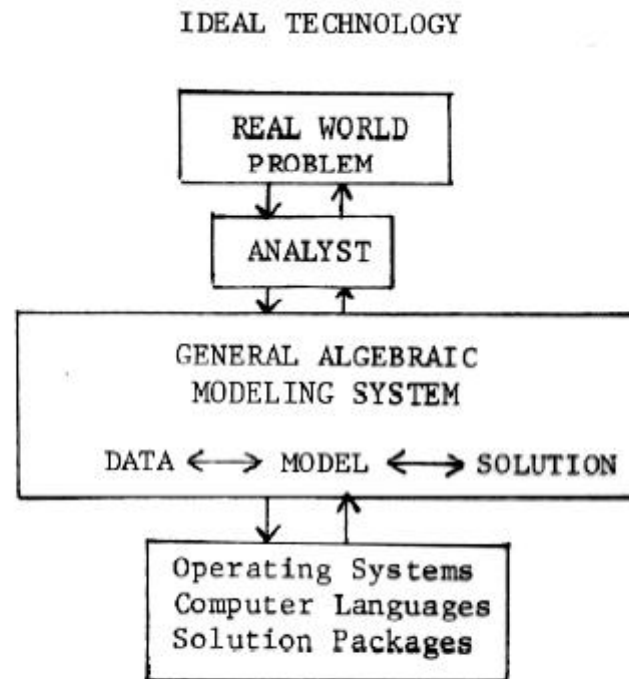 IDEAL TECHNOLOGY
REAL WORLD
PROBLEM
ANALYST
GENERAL ALGEBRAIC
MODELING SYSTEM
DATA ⟷ MODEL ⟷ SOLUTION
Operating Systems
Computer Languages
Solution Packages